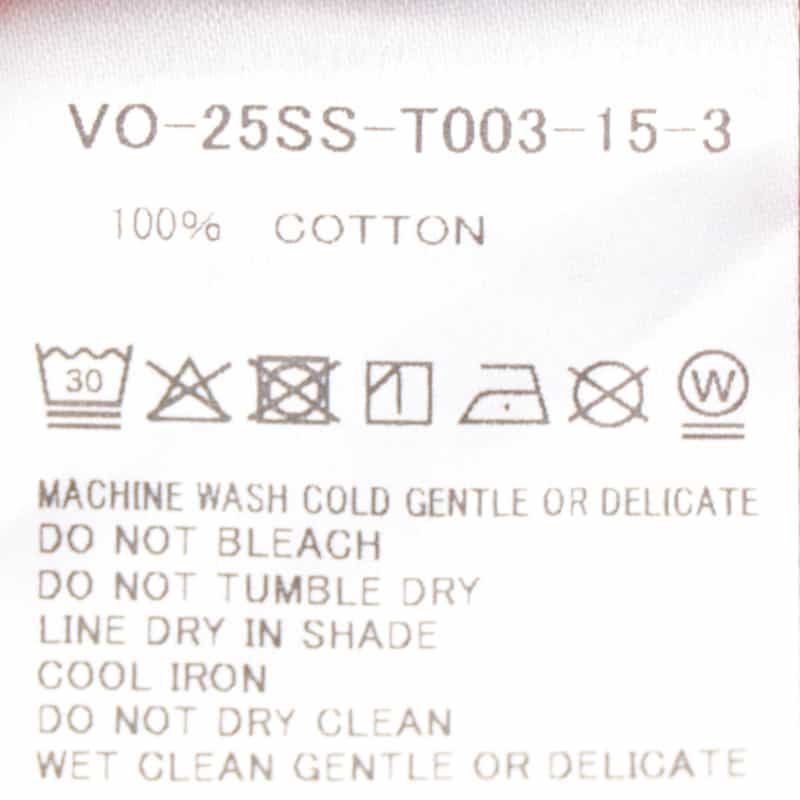 VO-25SS-T003-15-3
100% COTTON
30 W
MACHINE WASH COLD GENTLE OR DELICATE
DO NOT BLEACH
DO NOT TUMBLE DRY
LINE DRY IN SHADE
COOL IRON
DO NOT DRY CLEAN
WET CLEAN GENTLE OR DELICATE